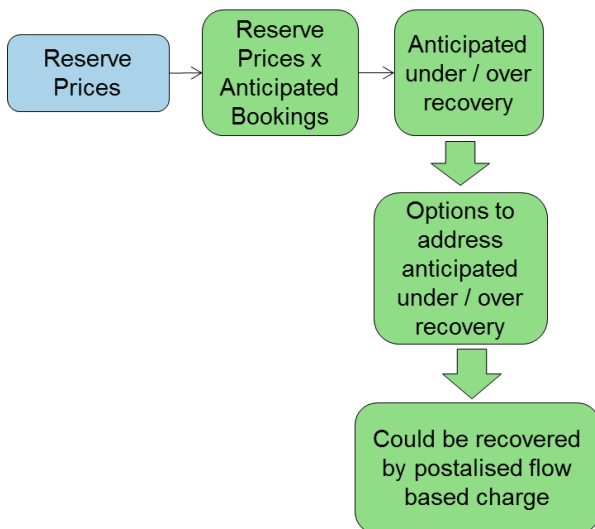 Reserve
Prices
Reserve
Prices x
Anticipated
Bookings
Anticipated
under / over
recovery
Options to
address
anticipated
under / over
recovery
Could be recovered
by postalised flow
based charge